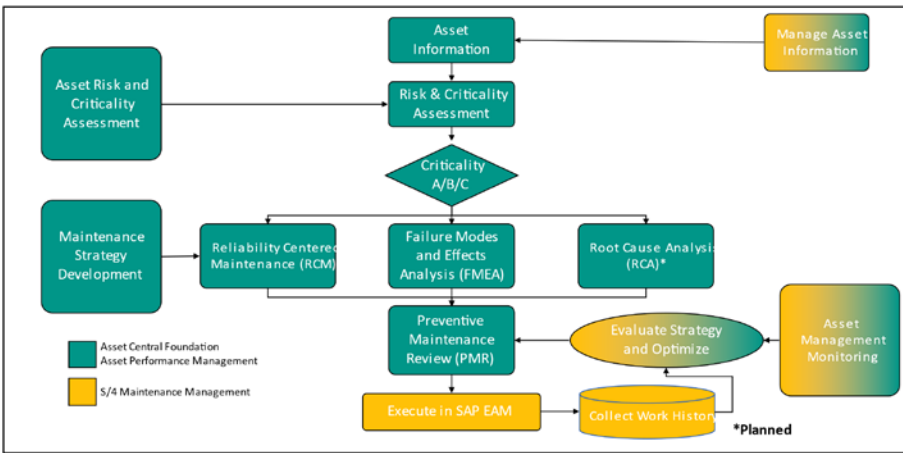 Asset
Information
Manage Asset
Information
Asset Risk and
Criticality
Assessment
Risk & Criticality
Assessment
Criticality
A/B/C
Maintenance
Strategy
Development
Reliability Centered
Maintenance (RCM)
Failure Modes
and Effects
Analysis (FMEA)
Root Cause Analysis
(RCA)*
Preventive
Maintenance
Review (PMR)
Evaluate Strategy
and Optimize
Asset
Management
Monitoring
Asset Central Foundation
Asset Performance Management
S/4 Maintenance Management
Execute in SAP EAM
Collect Work History
*Planned